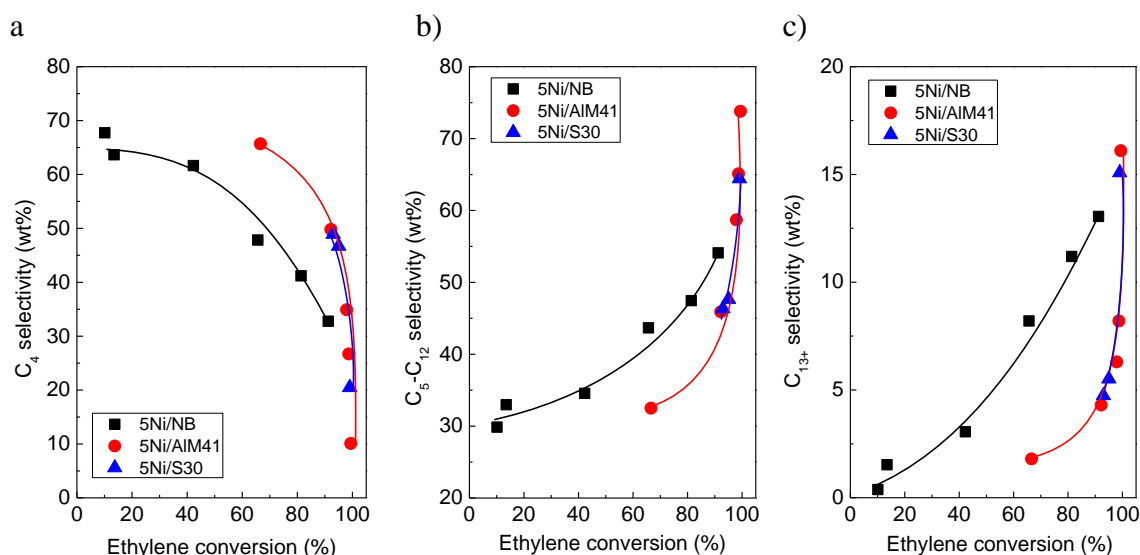 a
b)
c)
80
70
60
50
40
30
20
10
0
C4 selectivity (wt%)
5Ni/NB
5Ni/AlM41
5Ni/S30
0 20 40 60 80 100
Ethylene conversion (%)
80
70
60
50
40
30
20
C5-C12 selectivity (wt%)
5Ni/NB
5Ni/AlM41
5Ni/S30
0 20 40 60 80 100
Ethylene conversion (%)
20
15
10
5
0
C13+ selectivity (wt%)
5Ni/NB
5Ni/AlM41
5Ni/S30
0 20 40 60 80 100
Ethylene conversion (%)